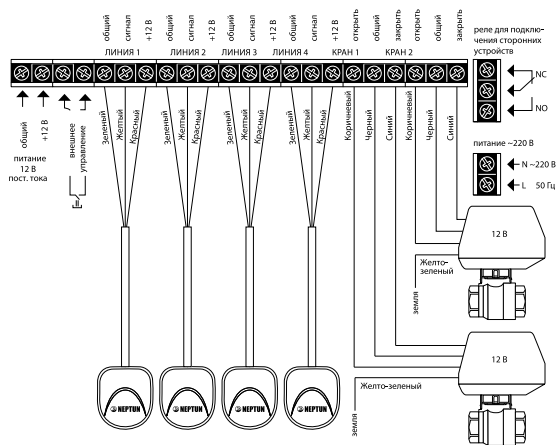 общий
сигнал
+12 В
общий
сигнал
+12 В
общий
сигнал
+12 В
общий
сигнал
+12 В
открыть
общий
закрыть
открыть
общий
закрыть
ЛИНИЯ 1
ЛИНИЯ 2
ЛИНИЯ 3
ЛИНИЯ 4
КРАН 1
КРАН 2
реле для подклю-
чения сторонних
устройств
NC
NO
общий
+12 В
питание
12 В
пост. тока
внешнее
управление
Зеленый
Желтый
Красный
Зеленый
Желтый
Красный
Зеленый
Желтый
Красный
Зеленый
Желтый
Красный
Коричневый
Черный
Синий
Коричневый
Черный
Синий
питание ~220 В
N ~220 В
L 50 Гц
12 В
Желто-
зеленый
земля
12 В
Желто-зеленый
земля
NEPTUN
NEPTUN
NEPTUN
NEPTUN